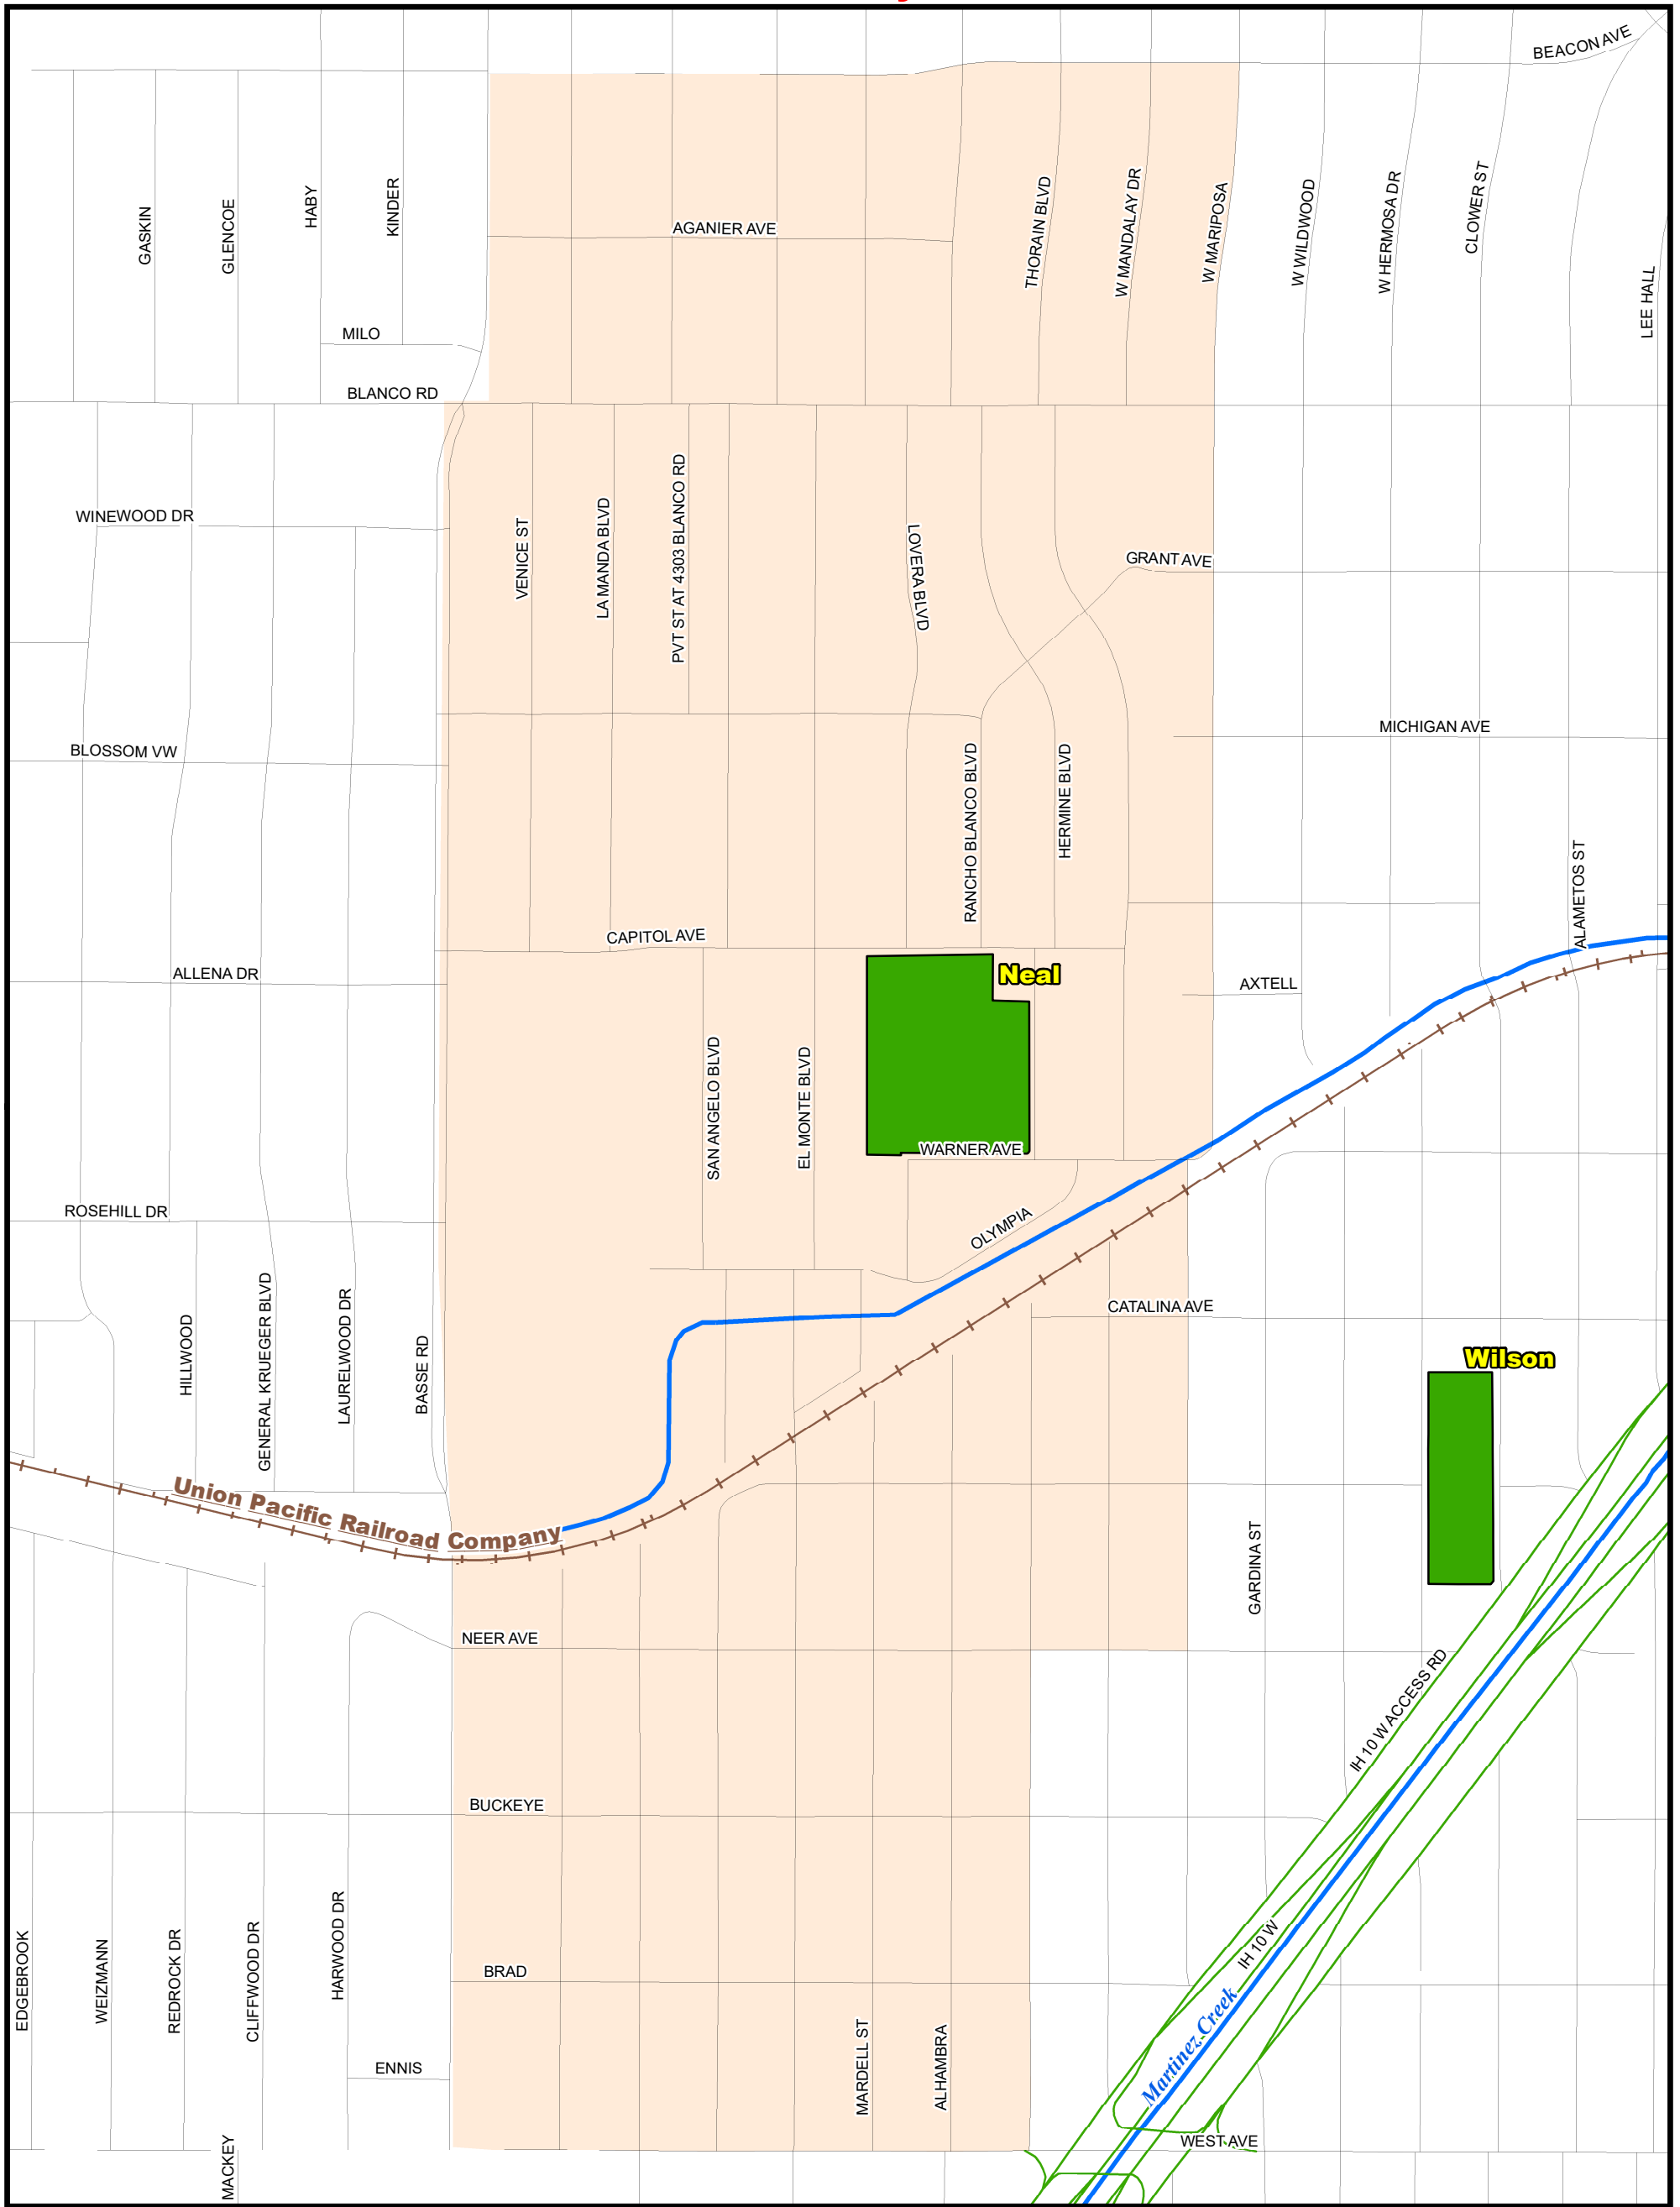 BEACON AVE
GASKIN
GLENCOE
HABY
KINDER
AGANIER AVE
THORAIN BLVD
W MANDALAY DR
W MARIPOSA
W WILDWOOD
W HERMOSA DR
CLOWER ST
LEE HALL
MILO
BLANCO RD
WINEWOOD DR
VENICE ST
LA MANDA BLVD
PVT ST AT 4303 BLANCO RD
LOVERA BLVD
GRANT AVE
BLOSSOM VW
RANCHO BLANCO BLVD
HERMINE BLVD
MICHIGAN AVE
ALAMETOS ST
CAPITOL AVE
ALLENA DR
Neal
AXTELL
SAN ANGELO BLVD
EL MONTE BLVD
WARNER AVE
ROSEHILL DR
OLYMPIA
HILLWOOD
GENERAL KRUEGER BLVD
LAURELWOOD DR
BASSE RD
CATALINA AVE
Wilson
Union Pacific Railroad Company
GARDINA ST
NEER AVE
IH 10 W ACCESS RD
BUCKEYE
EDGEBROOK
WEIZMANN
REDROCK DR
CLIFFWOOD DR
HARWOOD DR
BRAD
IH 10 W
Martinez Creek
ENNIS
MARDELL ST
ALHAMBRA
MACKEY
WEST AVE